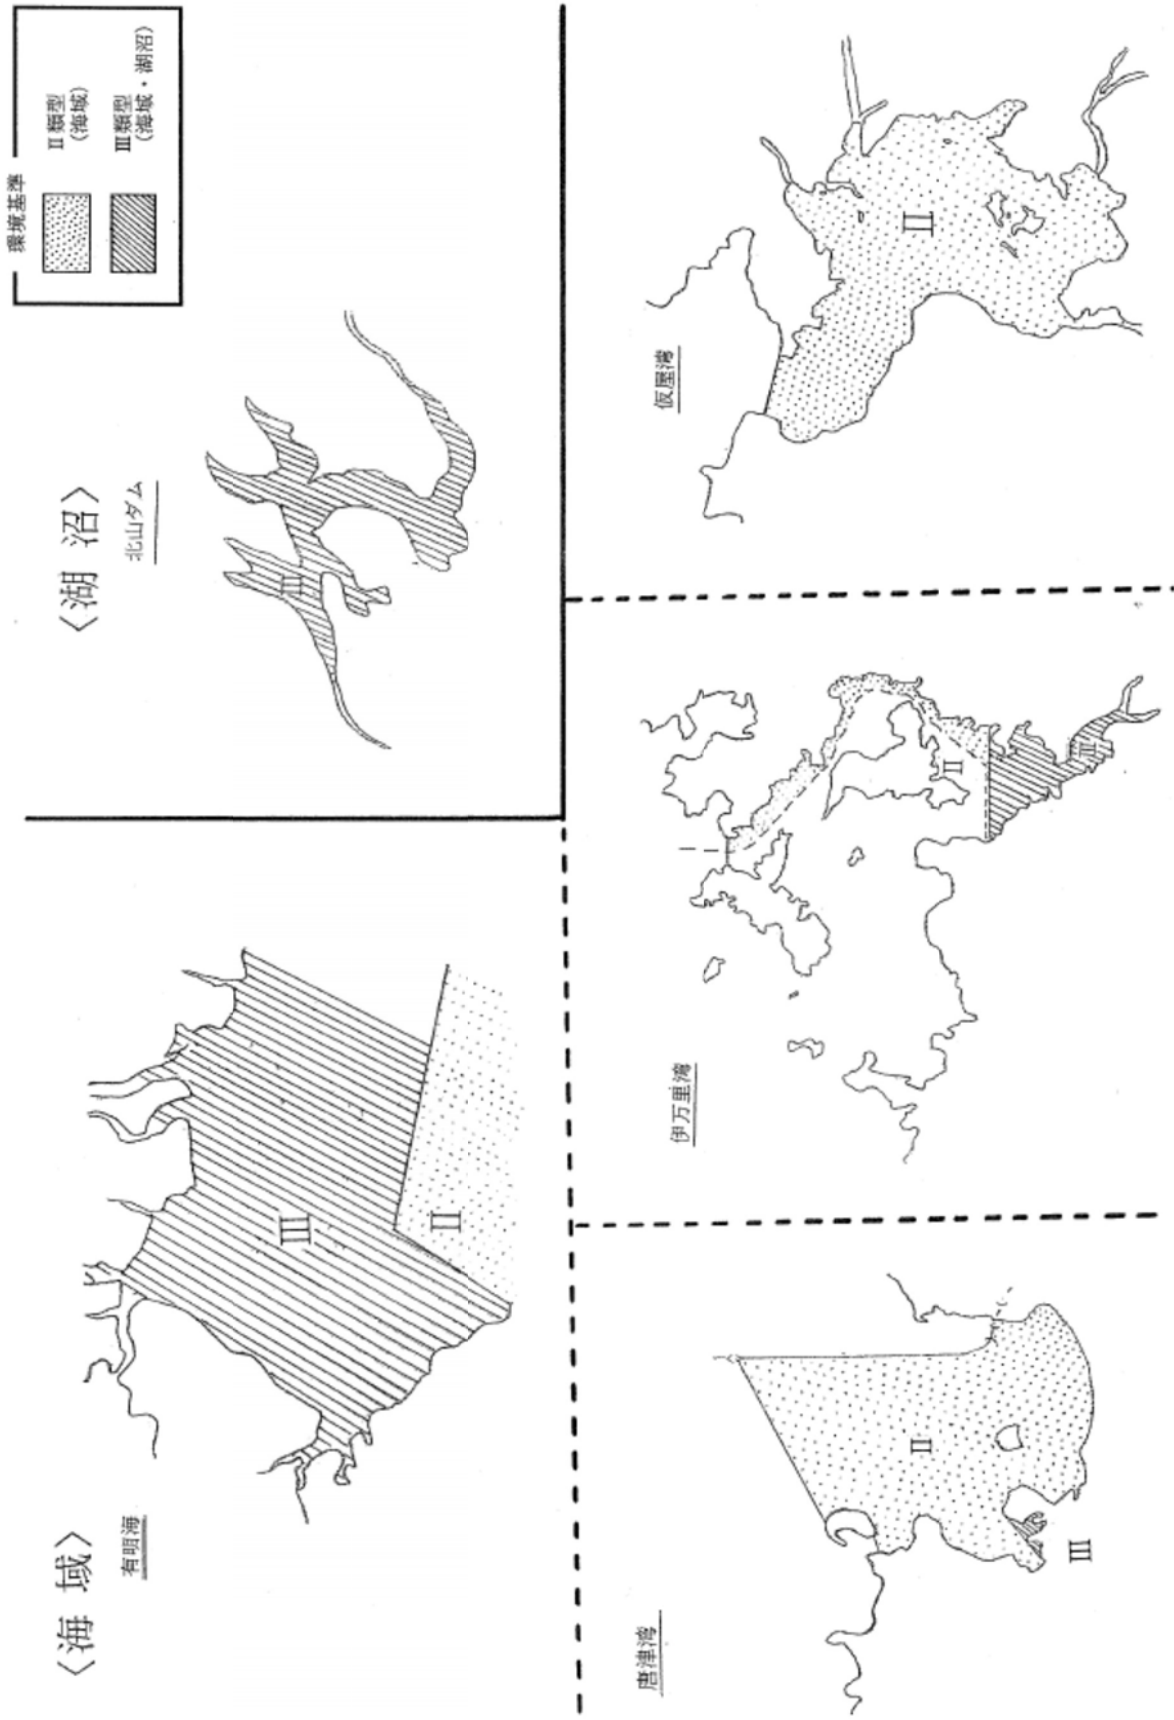 〈海 域〉
有明海
III
II
〈湖 沼〉
北山ダム
III
環境基準
II類型
(海域)
III類型
(海域・湖沼)
唐津湾
II
III
伊万里湾
II
III
仮屋湾
II